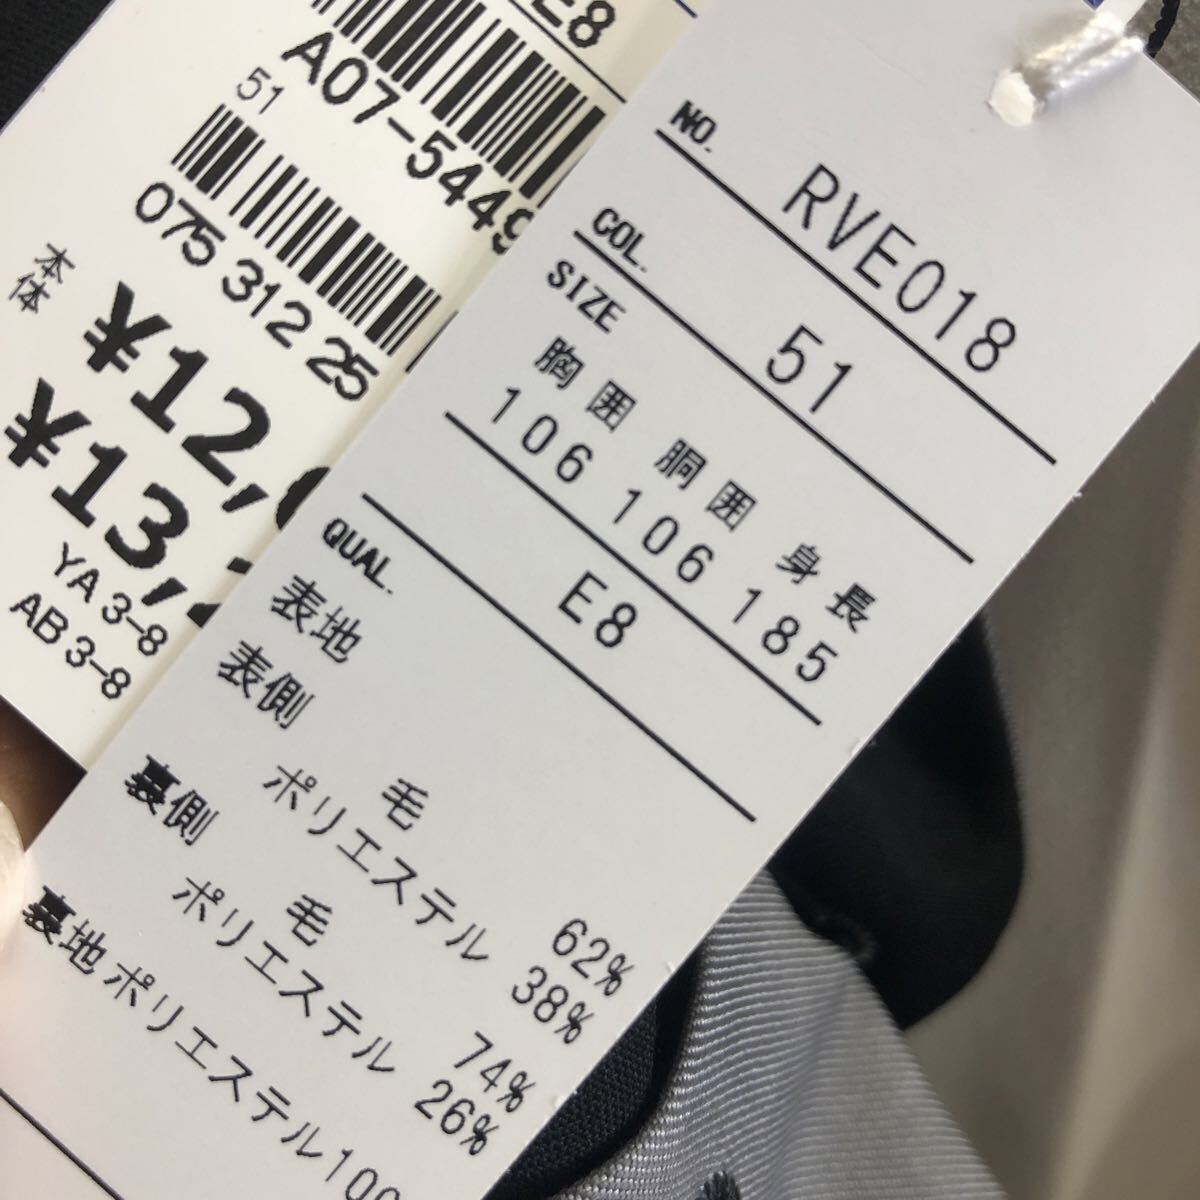 E8
A07-5449
51
075 312 25
本体
¥12,
¥13,
YA 3-8
AB 3-8
NO. RVE018
COL. 51
SIZE
胸囲 胴囲 身長
106 106 185
E8
QUAL.
表地
表側
毛 62%
ポリエステル 38%
裏側
毛 74%
ポリエステル 26%
裏地ポリエステル100